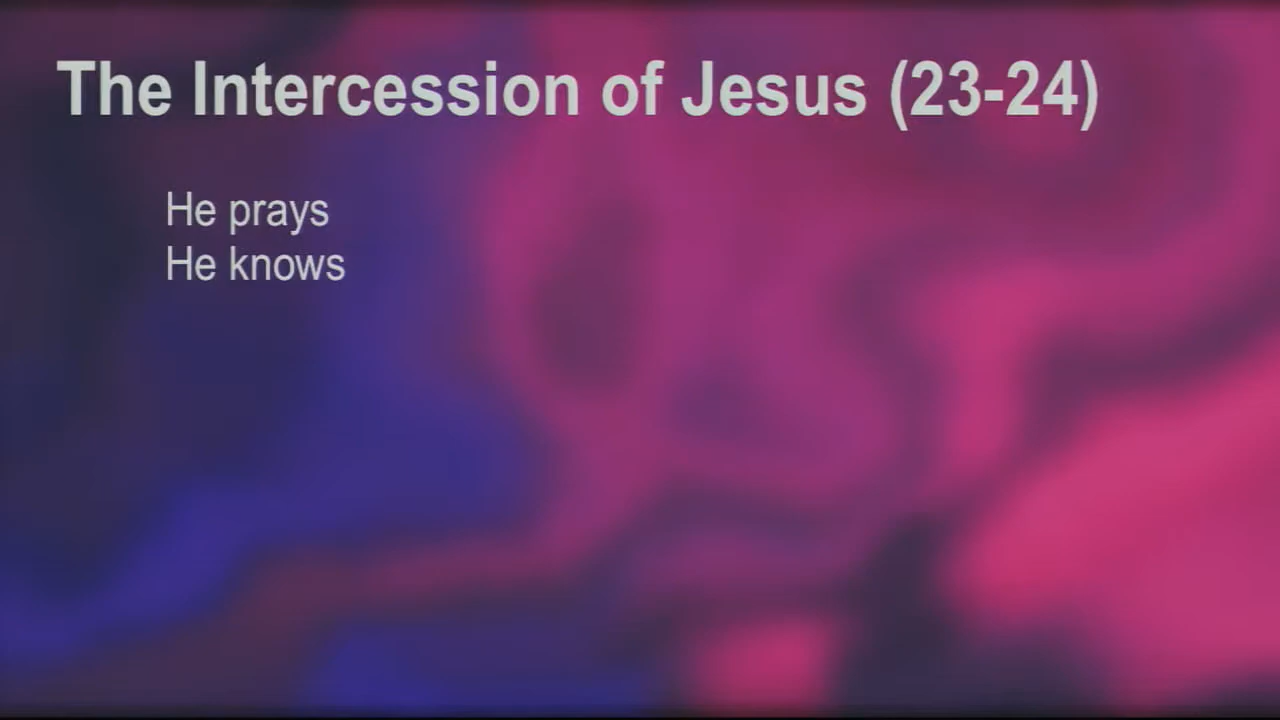 The Intercession of Jesus (23-24)
He prays
He knows